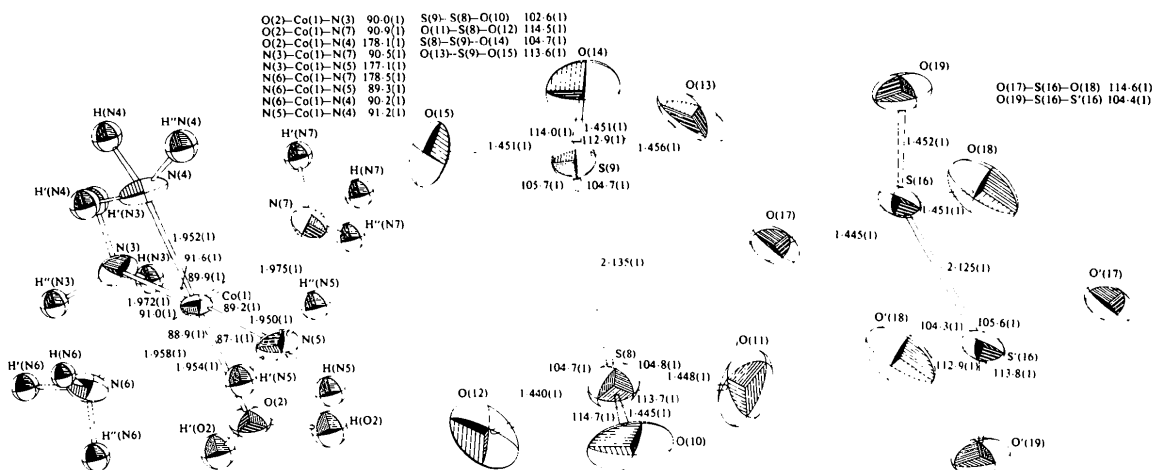 O(2)–Co(1)–N(3) 90·0(1)
O(2)–Co(1)–N(7) 90·9(1)
O(2)–Co(1)–N(4) 178·1(1)
N(3)–Co(1)–N(7) 90·5(1)
N(3)–Co(1)–N(5) 177·1(1)
N(6)–Co(1)–N(7) 178·5(1)
N(6)–Co(1)–N(5) 89·3(1)
N(6)–Co(1)–N(4) 90·2(1)
N(5)–Co(1)–N(4) 91·2(1)
S(9)–S(8)–O(10) 102·6(1)
O(11)–S(8)–O(12) 114·5(1)
S(8)–S(9)–O(14) 104·7(1)
O(13)–S(9)–O(15) 113·6(1)
O(17)–S(16)–O(18) 114·6(1)
O(19)–S(16)–S'(16) 104·4(1)
H(N4)
H''N(4)
N(4)
H'(N4)
H'(N3)
N(3)
H(N3)
H''(N3)
1·952(1)
91·6(1)
89·9(1)
1·972(1)
91·0(1)
Co(1)
89·2(1)
1·975(1)
88·9(1)
87·1(1)
1·950(1)
1·958(1)
1·954(1)
H'(N7)
H(N7)
N(7)
H''(N7)
H''(N5)
N(5)
H'(N5)
H(N5)
H'(N6)
H(N6)
N(6)
H''(N6)
O(2)
H'(O2)
H(O2)
O(14)
O(13)
O(15)
114·0(1)
1·451(1)
112·9(1)
1·451(1)
1·456(1)
S(9)
105·7(1)
104·7(1)
2·135(1)
S(8)
104·7(1)
104·8(1)
O(11)
1·448(1)
O(12)
1·440(1)
113·7(1)
114·7(1)
1·445(1)
O(10)
O(19)
1·452(1)
O(18)
S(16)
1·451(1)
O(17)
1·445(1)
2·125(1)
O'(17)
O'(18)
104·3(1)
105·6(1)
S'(16)
112·9(1)
113·8(1)
O'(19)